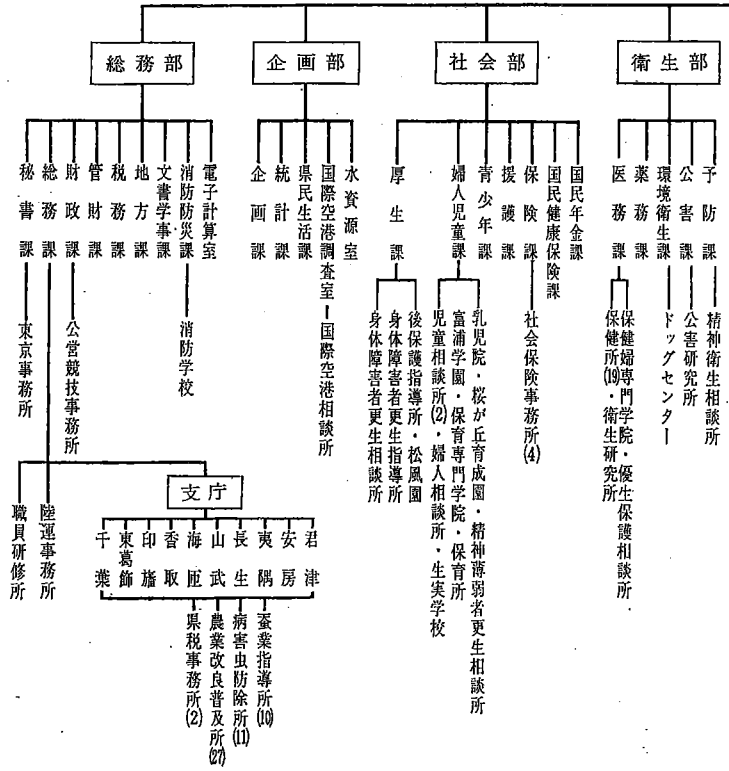 総務部
企画部
社会部
衛生部
秘書課
総務課
財政課
管財課
税務課
地方課
文書学事課
消防防災課
電子計算室
企画課
統計課
県民生活課
国際空港調査室
水資源室
厚生課
婦人児童課
青少年課
援護課
保険課
国民健康保険課
国民年金課
医務課
薬務課
環境衛生課
公害課
予防課
東京事務所
公営競技事務所
消防学校
国際空港相談所
身体障害者更生相談所
身体障害者更生指導所
後保護指導所・松風園
児童相談所(2)・婦人相談所・生実学校
富浦学園・保育専門学院・保育所
乳児院・桜が丘育成園・精神薄弱者更生相談所
社会保険事務所(4)
保健所(19)・衛生研究所
保健婦専門学院・優生保護相談所
ドッグセンター
公害研究所
精神衛生相談所
職員研修所
陸運事務所
支庁
千葉
東葛飾
印旛
香取
海匝
山武
長生
夷隅
安房
君津
県税事務所(2)
農業改良普及所(27)
病害虫防除所(11)
蚕業指導所(10)